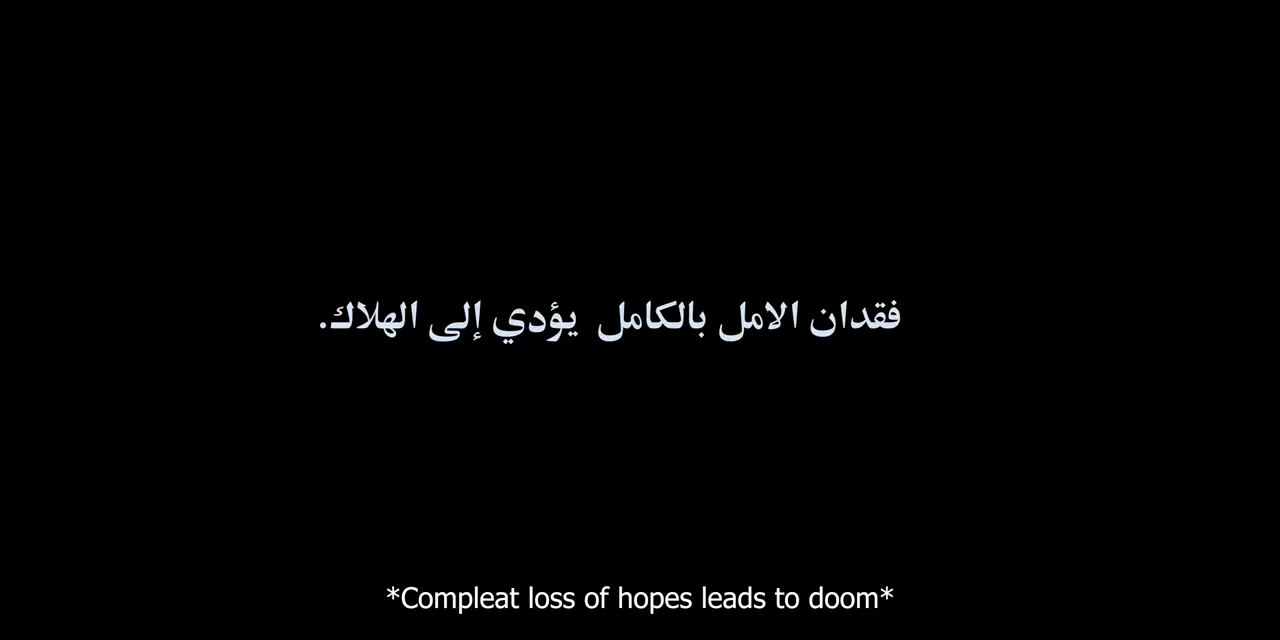 فقدان الامل بالكامل يؤدي إلى الهلاك.
*Compleat loss of hopes leads to doom*